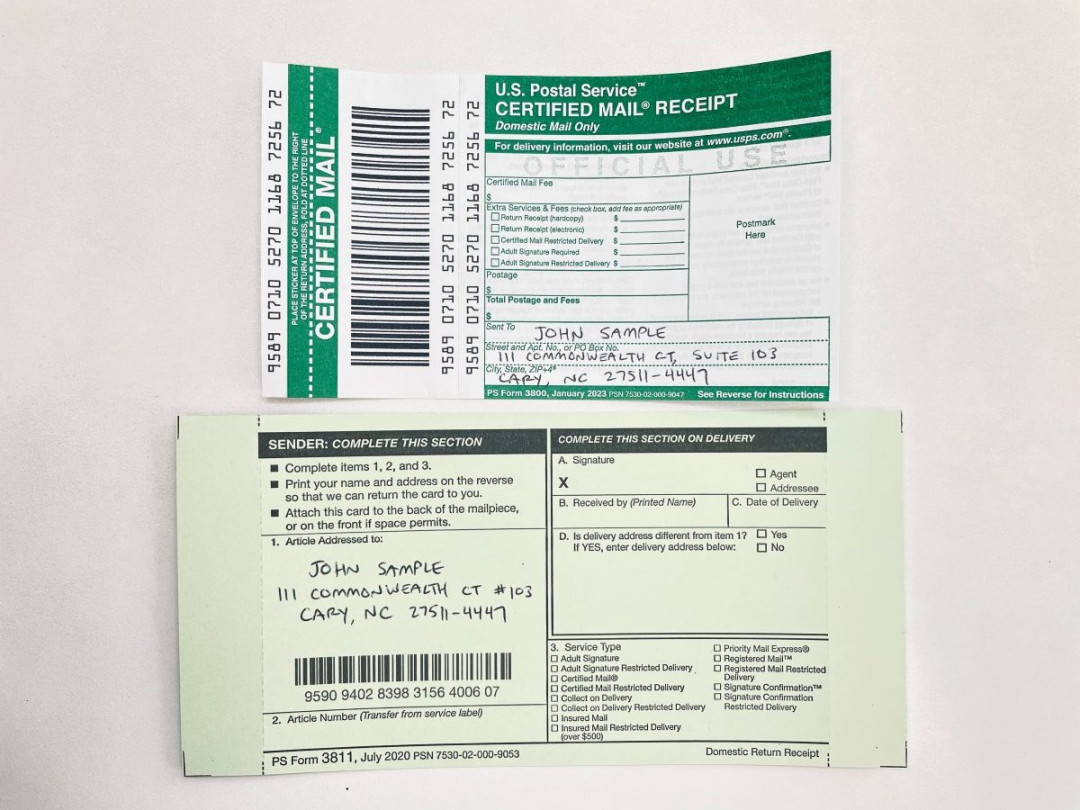 9589 0710 5270 1168 7256 72
PLACE STICKER AT TOP OF ENVELOPE TO THE RIGHT
OF THE RETURN ADDRESS, FOLD AT DOTTED LINE
CERTIFIED MAIL®
9589 0710 5270 1168 7256 72
9589 0710 5270 1168 7256 72
U.S. Postal Service™
CERTIFIED MAIL® RECEIPT
Domestic Mail Only
For delivery information, visit our website at www.usps.com®.
OFFICIAL USE
Certified Mail Fee
$
Extra Services & Fees (check box, add fee as appropriate)
Return Receipt (hardcopy) $
Return Receipt (electronic) $
Certified Mail Restricted Delivery $
Adult Signature Required $
Adult Signature Restricted Delivery $
Postmark
Here
Postage
$
Total Postage and Fees
$
Sent To JOHN SAMPLE
Street and Apt. No., or PO Box No.
111 COMMONWEALTH CT, SUITE 103
City, State, ZIP+4®
CARY, NC 27511-4447
PS Form 3800, January 2023 PSN 7530-02-000-9047 See Reverse for Instructions
SENDER: COMPLETE THIS SECTION
Complete items 1, 2, and 3.
Print your name and address on the reverse
so that we can return the card to you.
Attach this card to the back of the mailpiece,
or on the front if space permits.
1. Article Addressed to:
JOHN SAMPLE
111 COMMONWEALTH CT #103
CARY, NC 27511-4447
9590 9402 8398 3156 4006 07
2. Article Number (Transfer from service label)
COMPLETE THIS SECTION ON DELIVERY
A. Signature
X
Agent
Addressee
B. Received by (Printed Name)
C. Date of Delivery
D. Is delivery address different from item 1? Yes
If YES, enter delivery address below: No
3. Service Type
Adult Signature
Adult Signature Restricted Delivery
Certified Mail®
Certified Mail Restricted Delivery
Collect on Delivery
Collect on Delivery Restricted Delivery
Insured Mail
Insured Mail Restricted Delivery
(over $500)
Priority Mail Express®
Registered Mail™
Registered Mail Restricted
Delivery
Signature Confirmation™
Signature Confirmation
Restricted Delivery
PS Form 3811, July 2020 PSN 7530-02-000-9053
Domestic Return Receipt